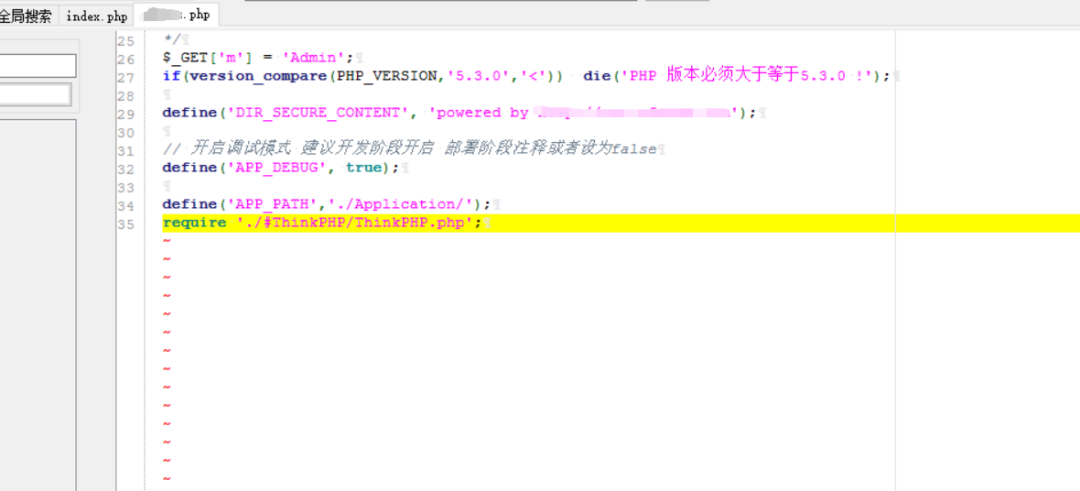 全局搜索 index.php .php
25 */
26 $_GET['m'] = 'Admin';
27 if(version_compare(PHP_VERSION,'5.3.0','<')) die('PHP 版本必须大于等于5.3.0 !');
28
29 define('DIR_SECURE_CONTENT', 'powered by ');
30
31 // 开启调试模式 建议开发阶段开启 部署阶段注释或者设为false
32 define('APP_DEBUG', true);
33
34 define('APP_PATH','./Application/');
35 require './#ThinkPHP/ThinkPHP.php';
~
~
~
~
~
~
~
~
~
~
~
~
~
~